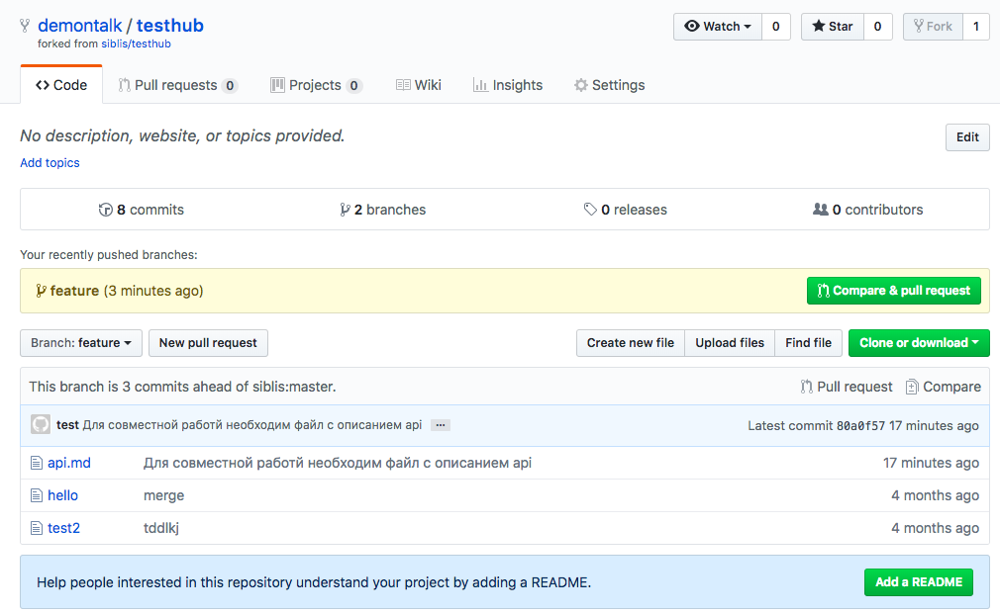 demontalk / testhub
Watch 0 Star 0 Fork 1
forked from siblis/testhub
Code Pull requests 0 Projects 0 Wiki Insights Settings
No description, website, or topics provided. Edit
Add topics
8 commits 2 branches 0 releases 0 contributors
Your recently pushed branches:
feature (3 minutes ago) Compare & pull request
Branch: feature New pull request Create new file Upload files Find file Clone or download
This branch is 3 commits ahead of siblis:master. Pull request Compare
test Для совместной работй необходим файл с описанием api … Latest commit 80a0f57 17 minutes ago
api.md Для совместной работй необходим файл с описанием api 17 minutes ago
hello merge 4 months ago
test2 tddlkj 4 months ago
Help people interested in this repository understand your project by adding a README. Add a README